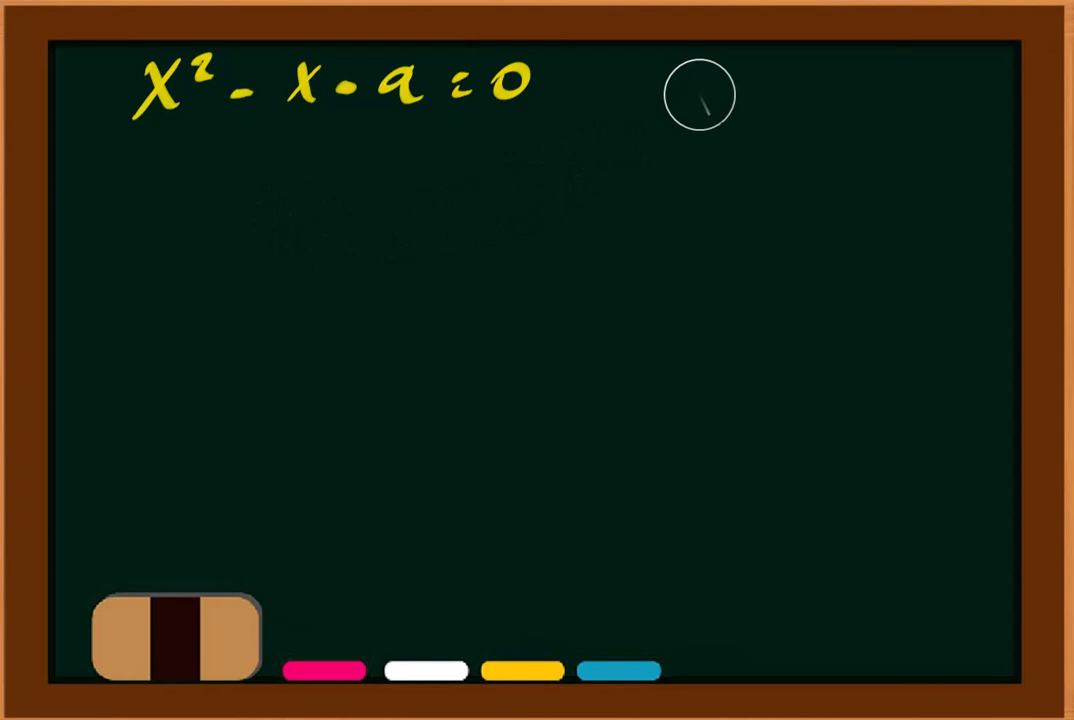 x² - x - a = 0